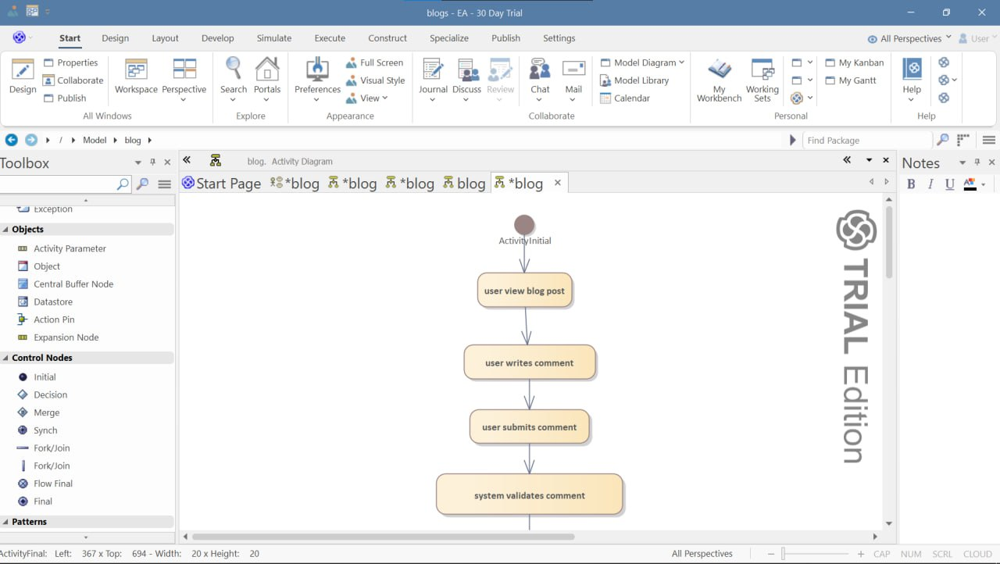 blogs - EA - 30 Day Trial
Start Design Layout Develop Simulate Execute Construct Specialize Publish Settings All Perspectives User
Design
Properties
Collaborate
Publish
All Windows
Workspace Perspective
Search Portals
Explore
Preferences
Full Screen
Visual Style
View
Appearance
Journal Discuss Review Chat Mail
Model Diagram
Model Library
Calendar
Collaborate
My Workbench
Working Sets
My Kanban
My Gantt
Personal
Help
Help
/ Model blog
Find Package
Toolbox
blog. Activity Diagram
Notes
Start Page *blog *blog *blog blog *blog
B I U
Exception
Objects
Activity Parameter
Object
Central Buffer Node
Datastore
Action Pin
Expansion Node
Control Nodes
Initial
Decision
Merge
Synch
Fork/Join
Fork/Join
Flow Final
Final
Patterns
ActivityInitial
user view blog post
user writes comment
user submits comment
system validates comment
TRIAL Edition
ActivityFinal: Left: 367 x Top: 694 - Width: 20 x Height: 20
All Perspectives
CAP NUM SCRL CLOUD